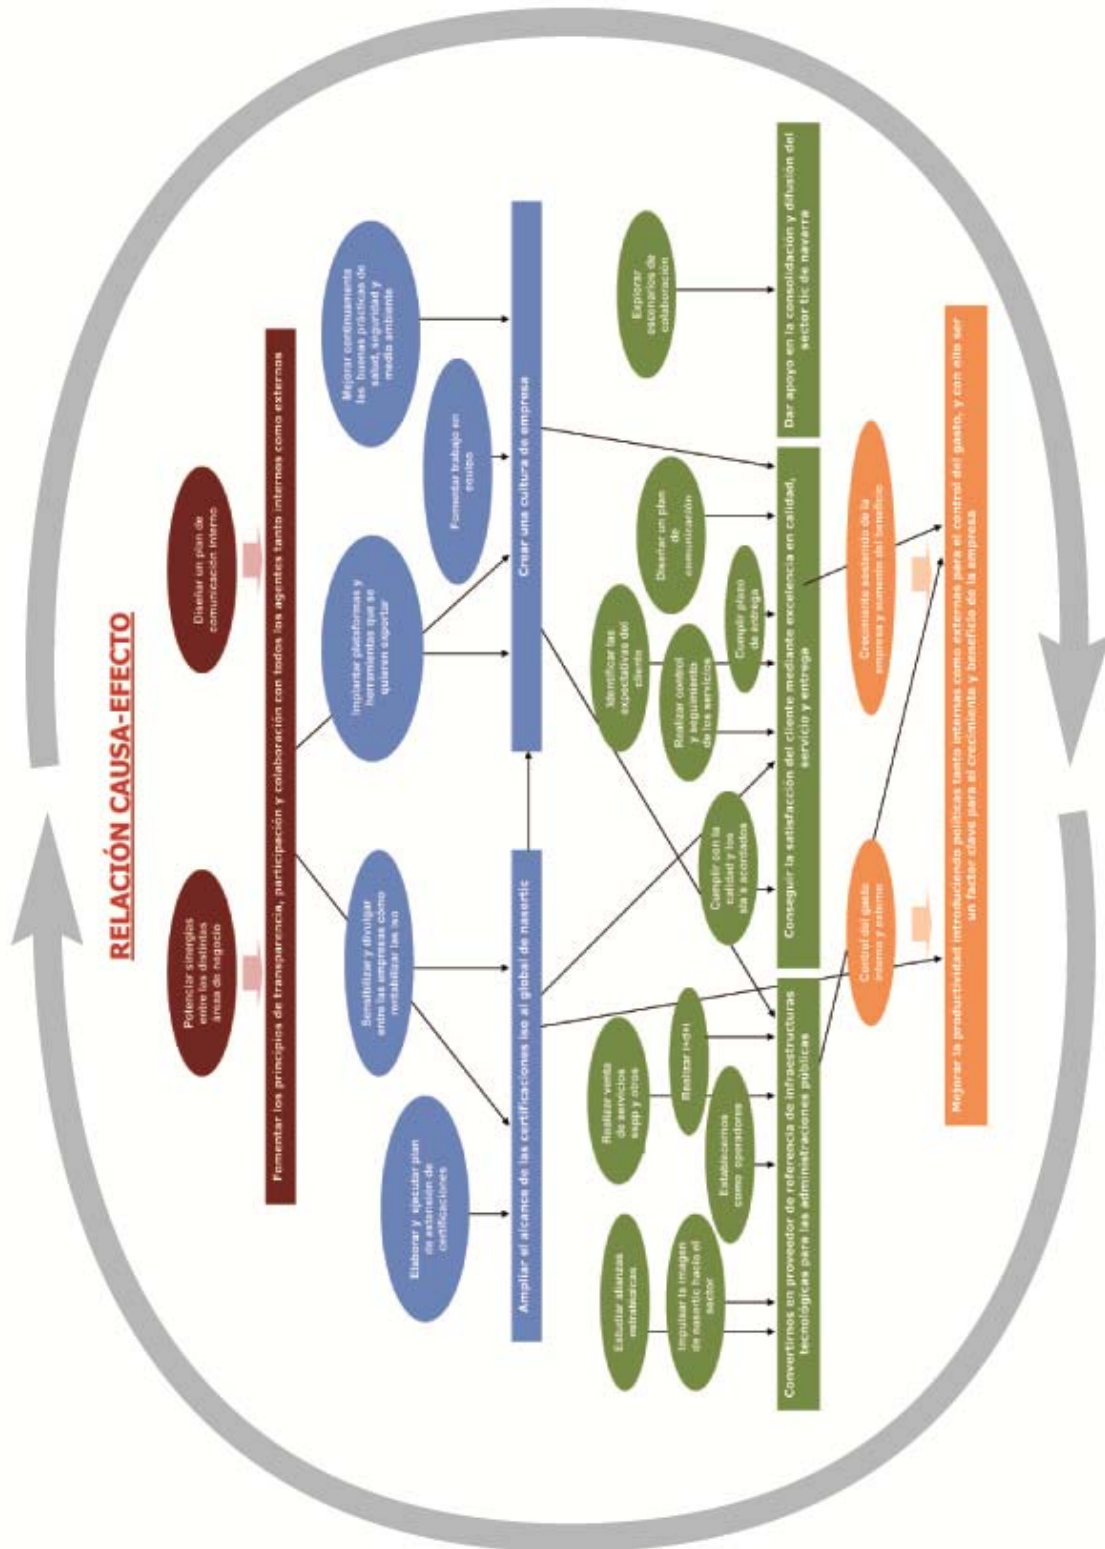 RELACIÓN CAUSA-EFECTO
Potenciar sinergias
entre las distintas
áreas de negocio
Diseñar un plan de
comunicación interno
Fomentar los principios de transparencia, participación y colaboración con todos los agentes tanto internos como externos
Elaborar y ejecutar plan
de extensión de
certificaciones
Sensibilizar y divulgar
entre las empresas como
rentabilizar las iso
Implantar plataformas y
herramientas que se
quieren exportar
Fomentar trabajo en
equipo
Mejorar continuamente
las buenas prácticas de
salud, seguridad y
medio ambiente
Ampliar el alcance de las certificaciones iso al global de nasertic
Crear una cultura de empresa
Estudiar alianzas
estratégicas
Impulsar la imagen
de nasertic hacia el
sector
Realizar venta
de servicios
aapp y otros
Establecernos
como operadores
Realizar i+d+i
Cumplir con la
calidad y los
sla´s acordados
Identificar las
expectativas del
cliente
Realizar control
y seguimiento
de los servicios
Cumplir plazo
de entrega
Diseñar un plan
de
comunicación
Explorar
escenarios de
colaboración
Convertirnos en proveedor de referencia de infraestructuras
tecnológicas para las administraciones públicas
Conseguir la satisfacción del cliente mediante excelencia en calidad,
servicio y entrega
Dar apoyo en la consolidación y difusión del
sector tic de navarra
Control del gasto
interno y externo
Crecimiento sostenido de la
empresa y aumento de beneficio
Mejorar la productividad introduciendo políticas tanto internas como externas para el control del gasto, y con ello ser
un factor clave para el crecimiento y beneficio de la empresa